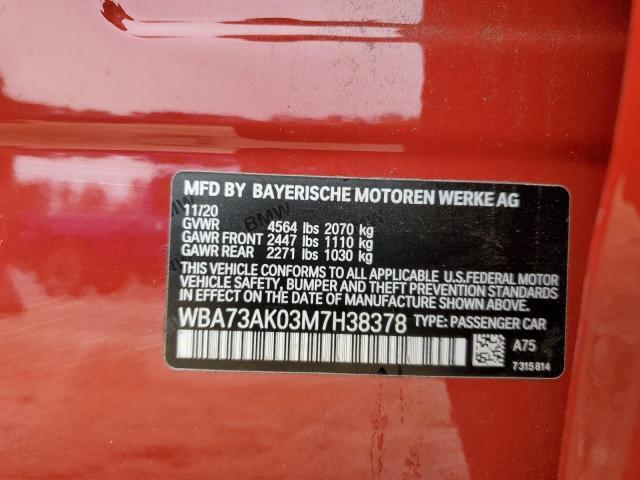 MFD BY BAYERISCHE MOTOREN WERKE AG
11/20
GVWR 4564 lbs 2070 kg
GAWR FRONT 2447 lbs 1110 kg
GAWR REAR 2271 lbs 1030 kg
THIS VEHICLE CONFORMS TO ALL APPLICABLE U.S.FEDERAL MOTOR
VEHICLE SAFETY, BUMPER AND THEFT
PREVENTION STANDARDS IN EFFECT ON THE DATE OF MANUFACTURE SHOWN ABOVE.
WBA73AK03M7H38378 TYPE: PASSENGER CAR
A75
7315814
BMW